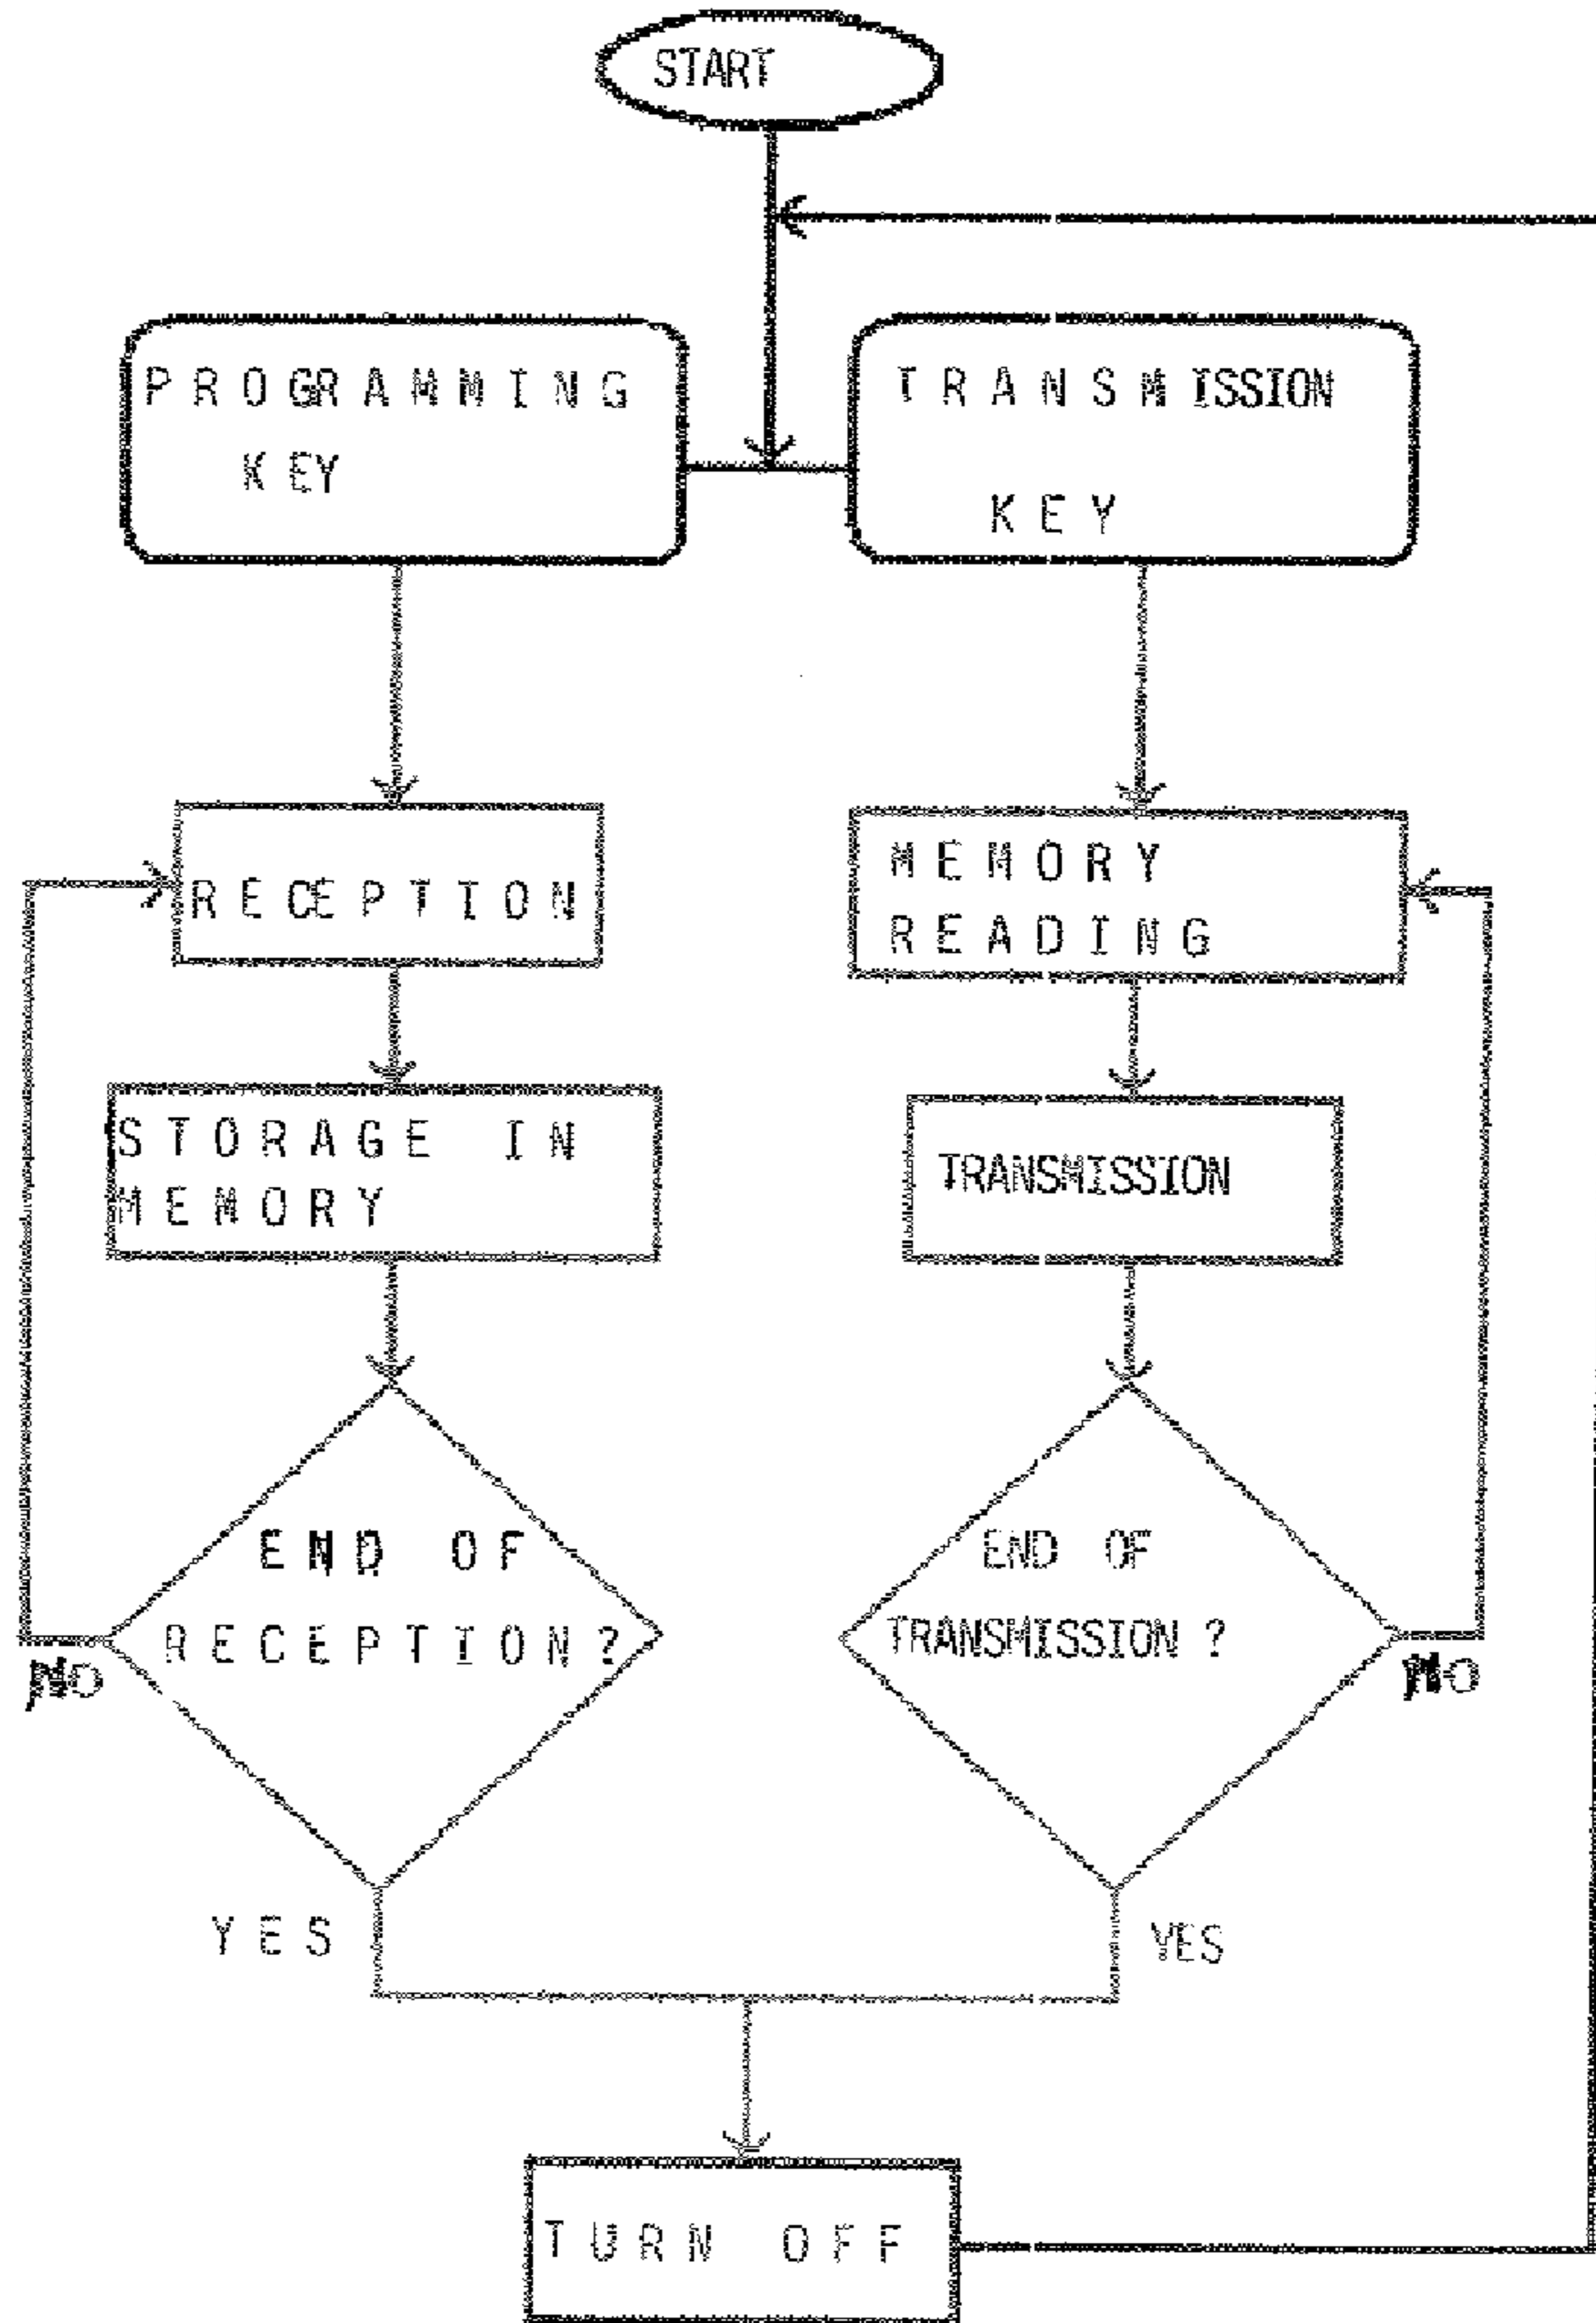 START
PROGRAMMING
KEY
TRANSMISSION
KEY
RECEPTION
MEMORY
READING
STORAGE IN
MEMORY
TRANSMISSION
END OF
RECEPTION?
END OF
TRANSMISSION ?
NO
NO
YES
YES
TURN OFF